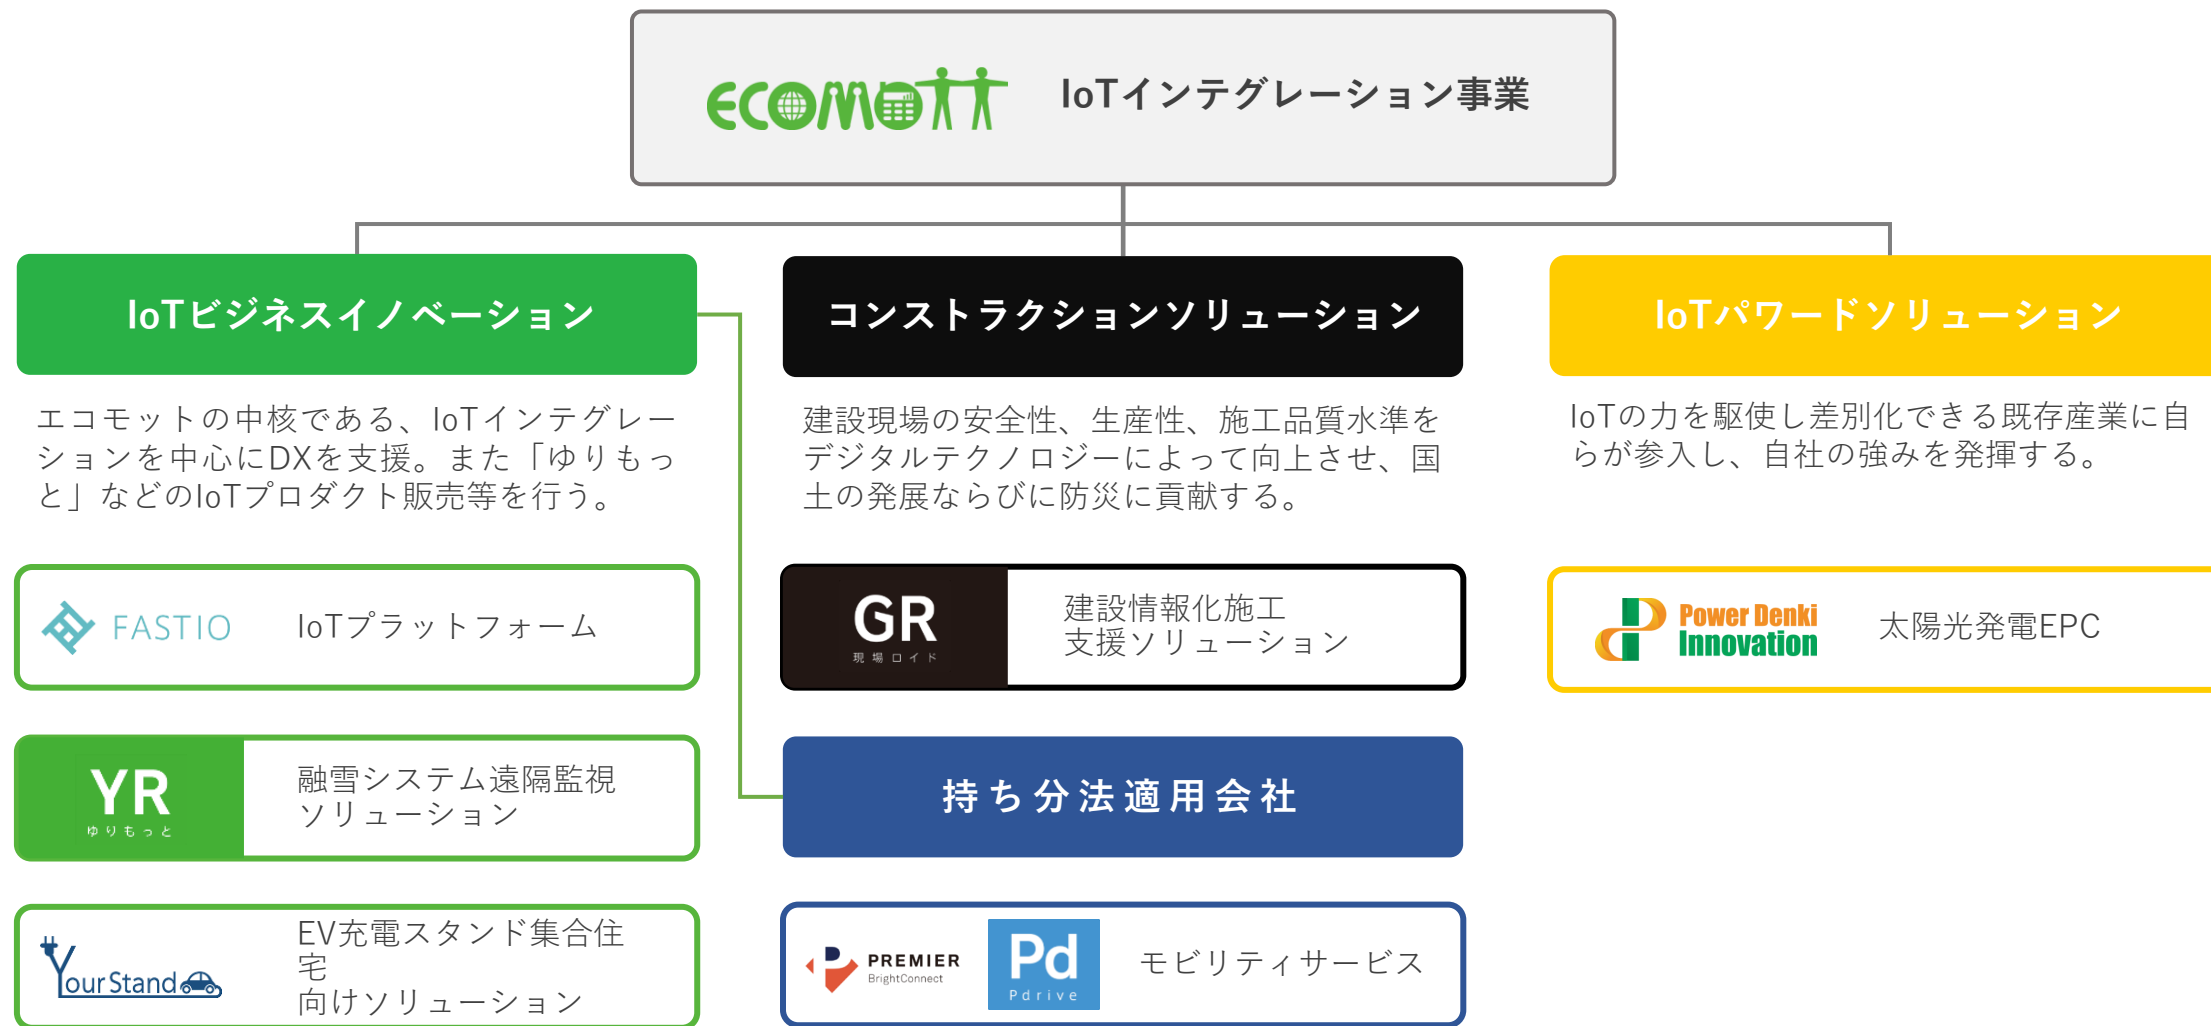 ECOMOTT IoTインテグレーション事業
IoTビジネスイノベーション
エコモットの中核である、IoTインテグレー
ションを中心にDXを支援。また「ゆりもっ
と」などのIoTプロダクト販売等を行う。
FASTIO
IoTプラットフォーム
YR
ゆりもっと
融雪システム遠隔監視
ソリューション
YourStand
EV充電スタンド集合住
宅
向けソリューション
コンストラクションソリューション
建設現場の安全性、生産性、施工品質水準を
デジタルテクノロジーによって向上させ、国
土の発展ならびに防災に貢献する。
GR
現場ロイド
建設情報化施工
支援ソリューション
持ち分法適用会社
PREMIER
BrightConnect
Pd
Pdrive
モビリティサービス
IoTパワードソリューション
IoTの力を駆使し差別化できる既存産業に自
らが参入し、自社の強みを発揮する。
Power Denki
Innovation
太陽光発電EPC